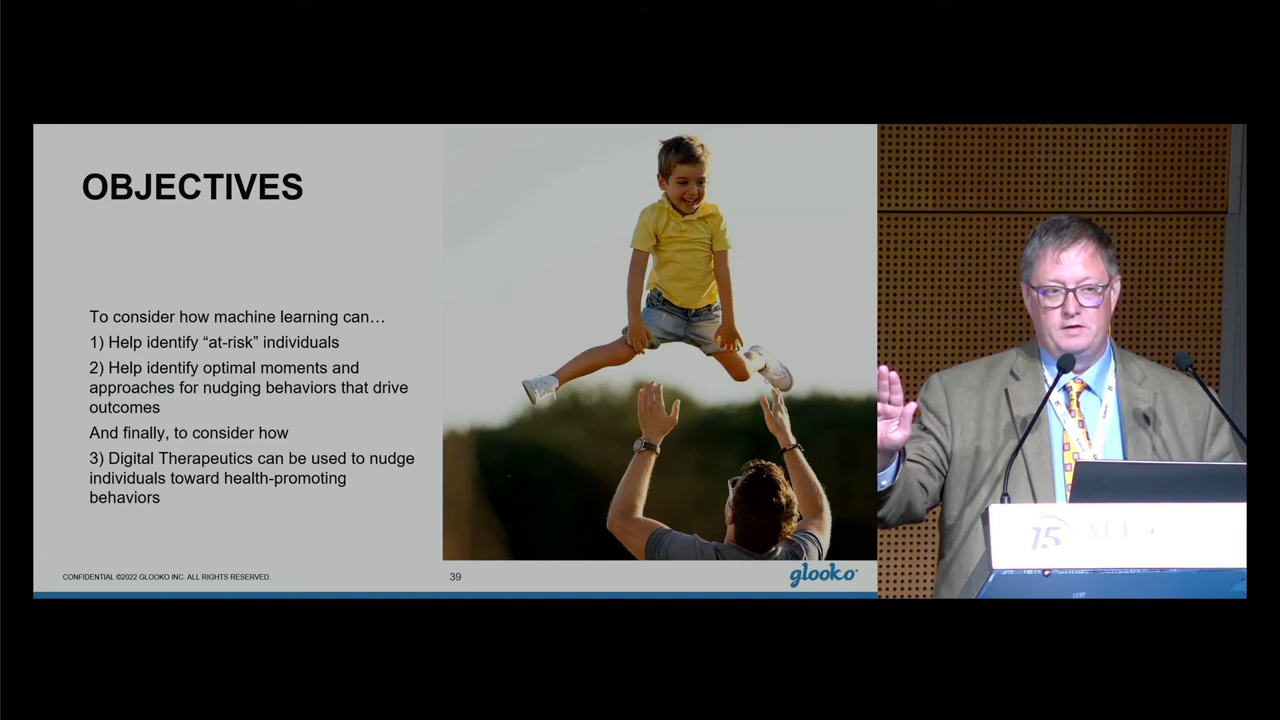 OBJECTIVES
To consider how machine learning can…
1) Help identify “at-risk” individuals
2) Help identify optimal moments and
approaches for nudging behaviors that drive
outcomes
And finally, to consider how
3) Digital Therapeutics can be used to nudge
individuals toward health-promoting
behaviors
CONFIDENTIAL ©2022 GLOOKO INC. ALL RIGHTS RESERVED.
39
glooko
15